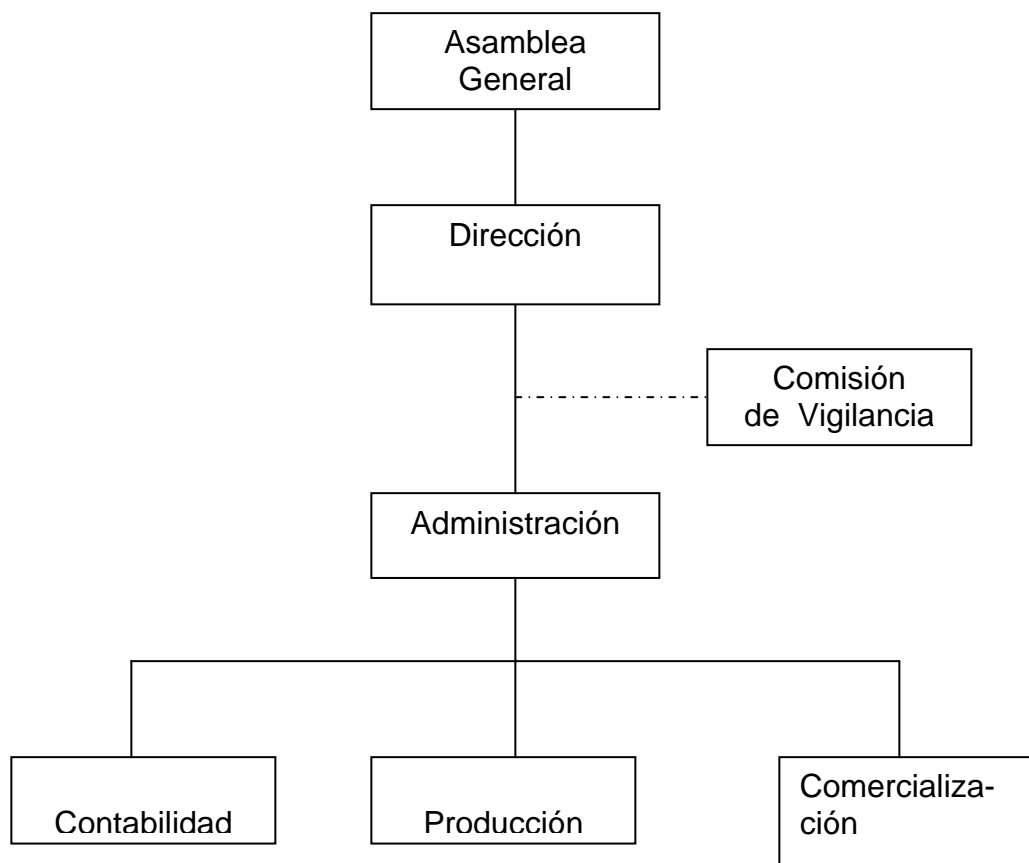 Asamblea
General
Dirección
Comisión
de Vigilancia
Administración
Contabilidad
Producción
Comercializa-
ción